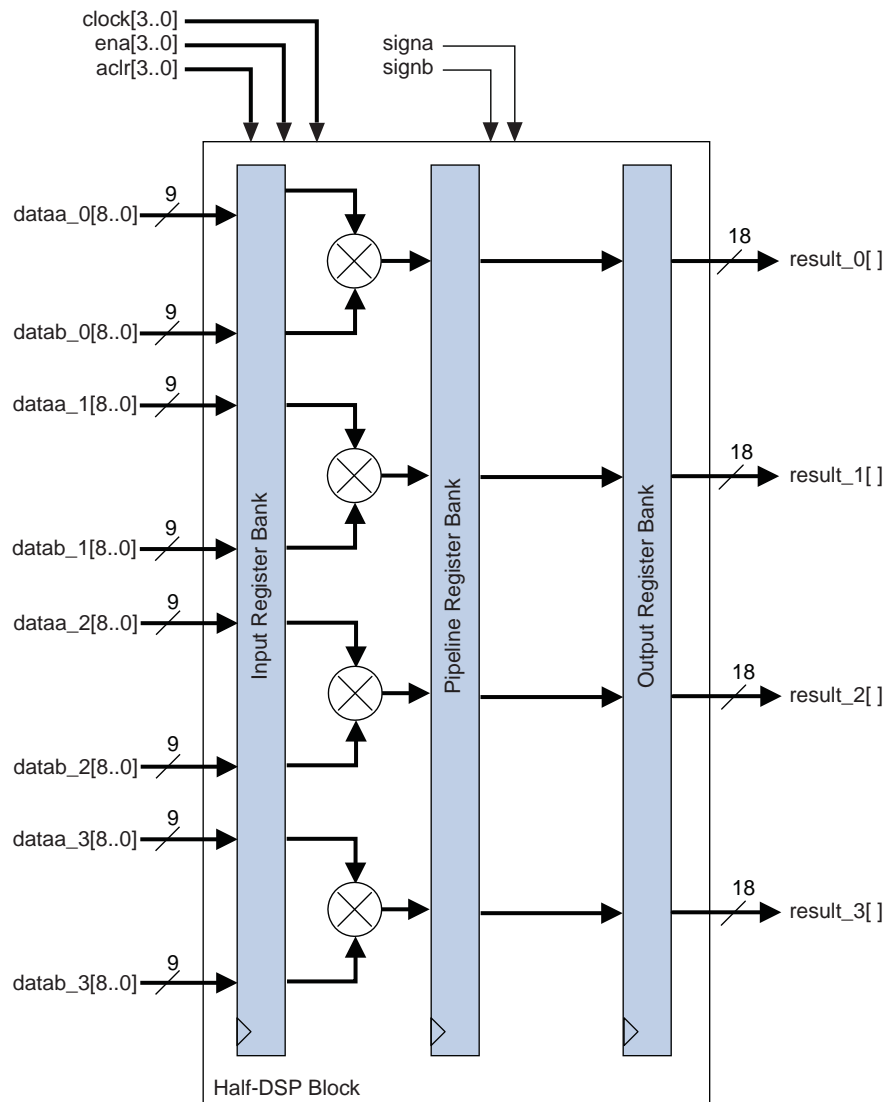 clock[3..0]
ena[3..0]
aclr[3..0]
signa
signb
9
dataa_0[8..0]
18
result_0[ ]
9
datab_0[8..0]
9
dataa_1[8..0]
18
result_1[ ]
9
datab_1[8..0]
9
dataa_2[8..0]
18
result_2[ ]
9
datab_2[8..0]
9
dataa_3[8..0]
18
result_3[ ]
9
datab_3[8..0]
Input Register Bank
Pipeline Register Bank
Output Register Bank
Half-DSP Block